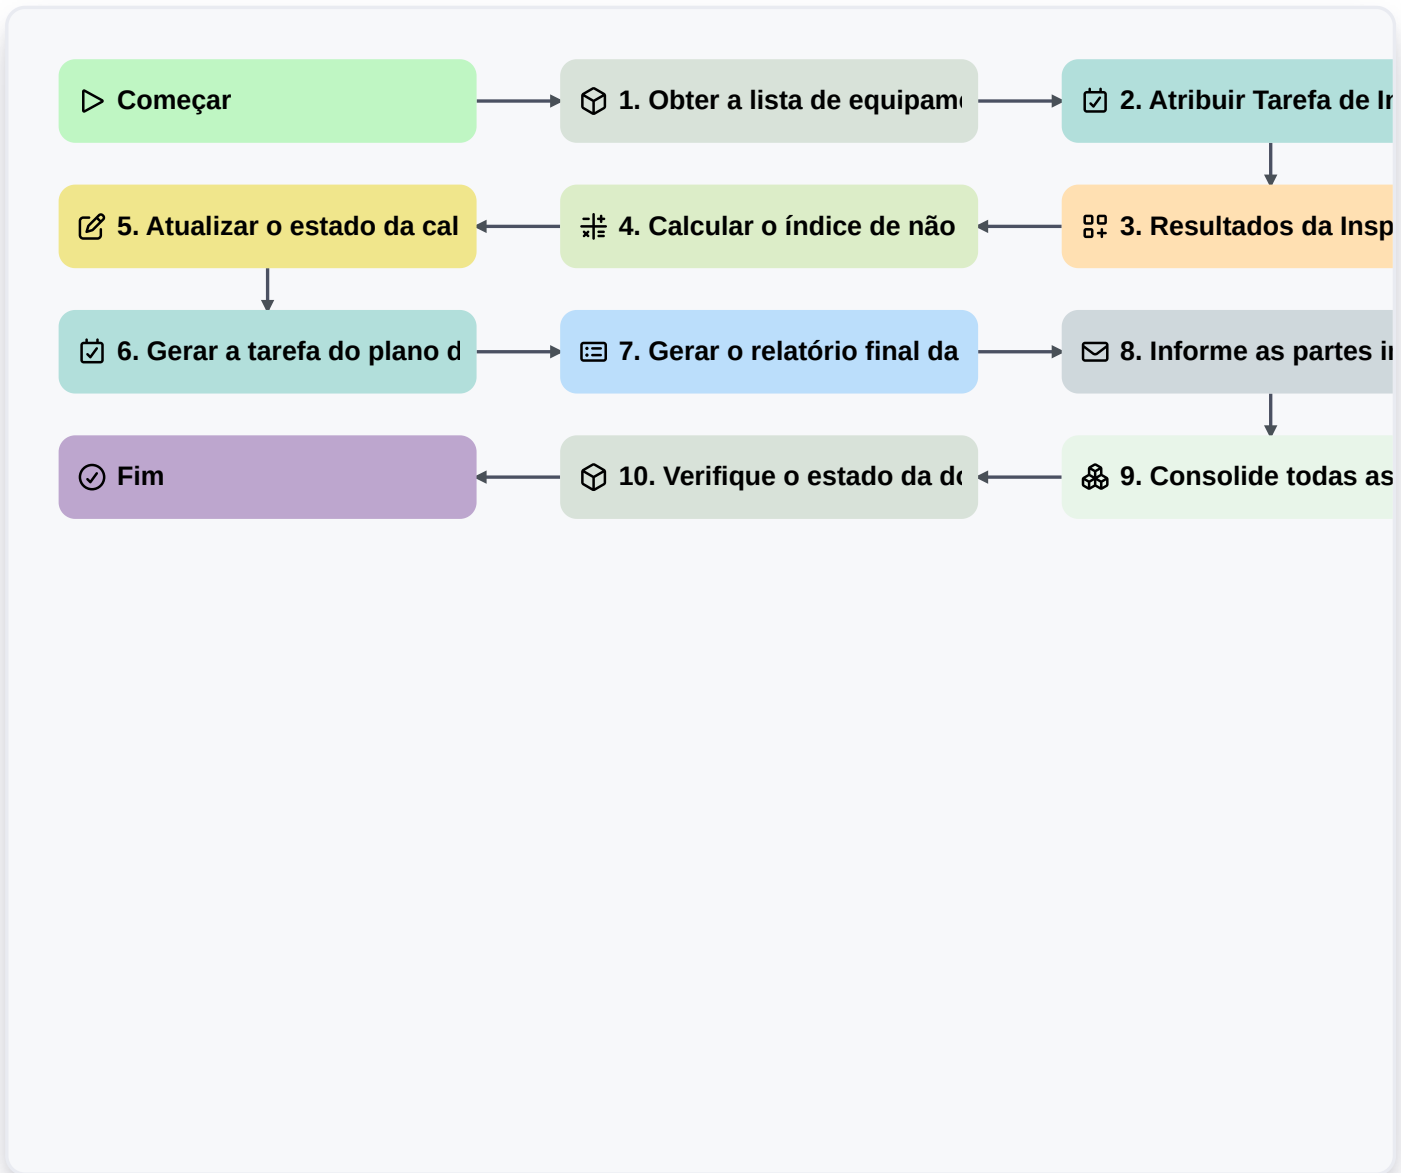 Começar
1. Obter a lista de equipam
2. Atribuir Tarefa de
5. Atualizar o estado da cal
4. Calcular o índice de não
3. Resultados da Insp
6. Gerar a tarefa do plano d
7. Gerar o relatório final da
8. Informe as partes
Fim
10. Verifique o estado da d
9. Consolide todas as